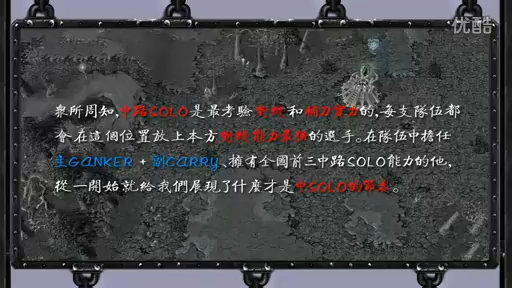 优酷
眾所周知,中路SOLO是最考驗對線和補刀實力的,每支隊伍都
會在這個位置放上本方對線能力最強的選手。在隊伍中擔任
主GANKER + 副CARRY、擁有全國前三中路SOLO能力的他,
從一開始就給我們展現了什麼才是中SOLO的節奏。